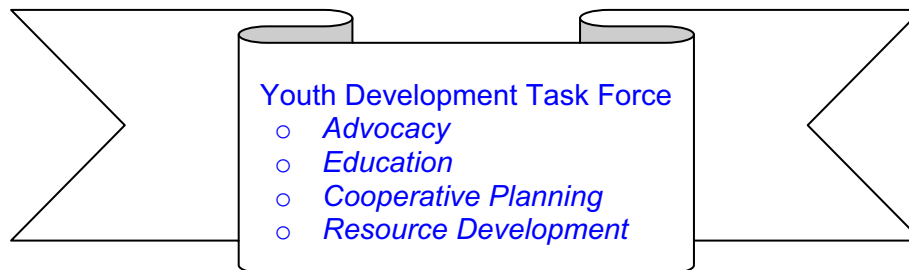 Youth Development Task Force
o Advocacy
o Education
o Cooperative Planning
o Resource Development